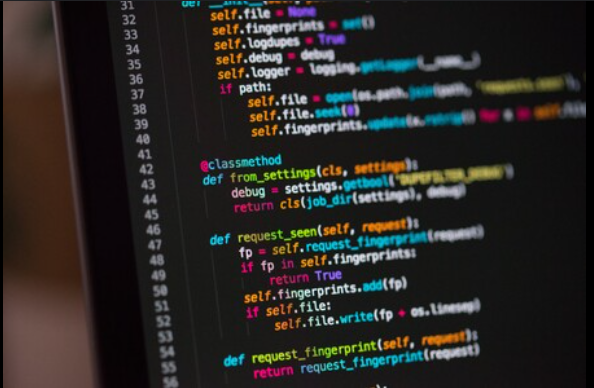 31
32 self.file = None
33 self.fingerprints = set()
34 self.logdupes = True
35 self.debug = debug
36 self.logger = logging.getLogger(__name__)
37 if path:
38 self.file = open(os.path.join(path, 'requests.seen'),
39 self.file.seek(0)
40 self.fingerprints.update(x.rstrip() for x in self.file
41
42 @classmethod
43 def from_settings(cls, settings):
44 debug = settings.getbool('DUPEFILTER_DEBUG')
45 return cls(job_dir(settings), debug)
46
47 def request_seen(self, request):
48 fp = self.request_fingerprint(request)
49 if fp in self.fingerprints:
50 return True
51 self.fingerprints.add(fp)
52 if self.file:
53 self.file.write(fp + os.linesep)
54
55 def request_fingerprint(self, request):
56 return request_fingerprint(request)